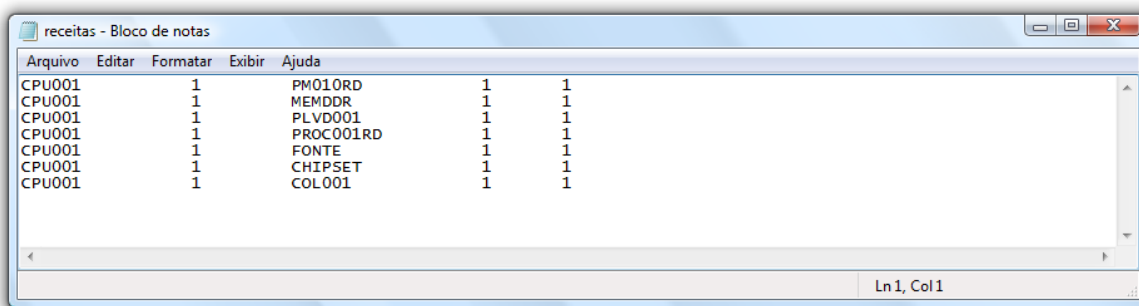 receitas - Bloco de notas
Arquivo Editar Formatar Exibir Ajuda
CPU001 1 PM010RD 1 1
CPU001 1 MEMDDR 1 1
CPU001 1 PLVD001 1 1
CPU001 1 PROC001RD 1 1
CPU001 1 FONTE 1 1
CPU001 1 CHIPSET 1 1
CPU001 1 COL001 1 1
Ln 1, Col 1